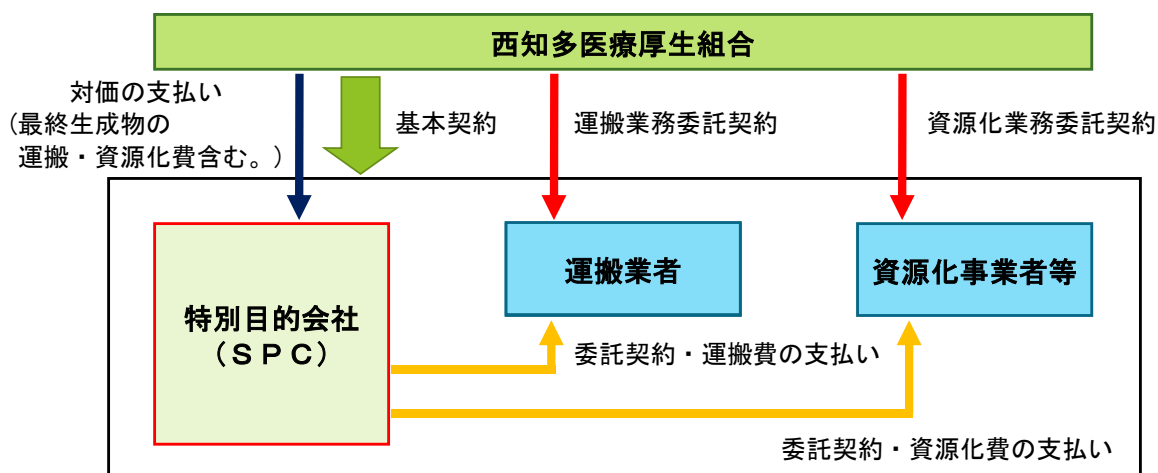 西知多医療厚生組合
対価の支払い
(最終生成物の
運搬・資源化費含む。)
基本契約
運搬業務委託契約
資源化業務委託契約
特別目的会社
(ＳＰＣ)
運搬業者
資源化事業者等
委託契約・運搬費の支払い
委託契約・資源化費の支払い